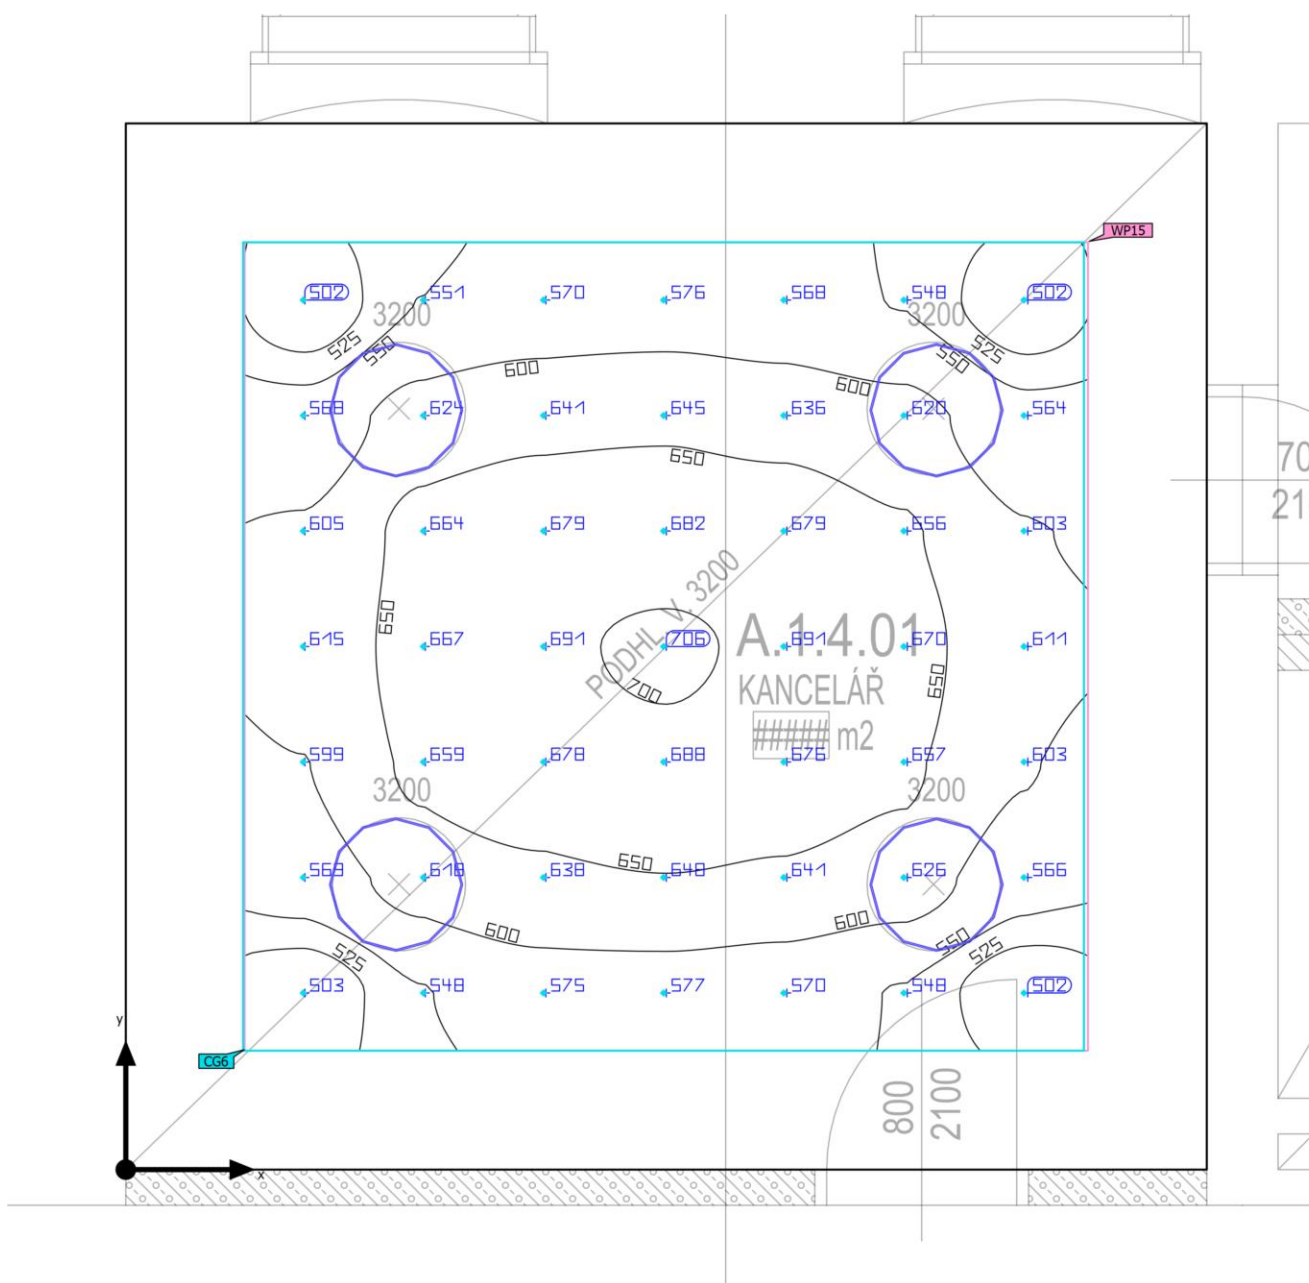 WP15
502 551 570 576 568 548 502
3200 3200
525 550 550 525
600 600
568 624 641 645 636 620 564
650
605 664 679 682 679 656 603
70
21
PODHL V. 3200
650
615 667 691 706 691 670 611
A.1.4.01
700
KANCELÁŘ
650
##### m2
599 659 678 688 676 657 603
3200 3200
650
569 618 638 648 641 626 566
600 600
525 550 525
503 548 575 577 570 548 502
y
CG6
800
2100
x